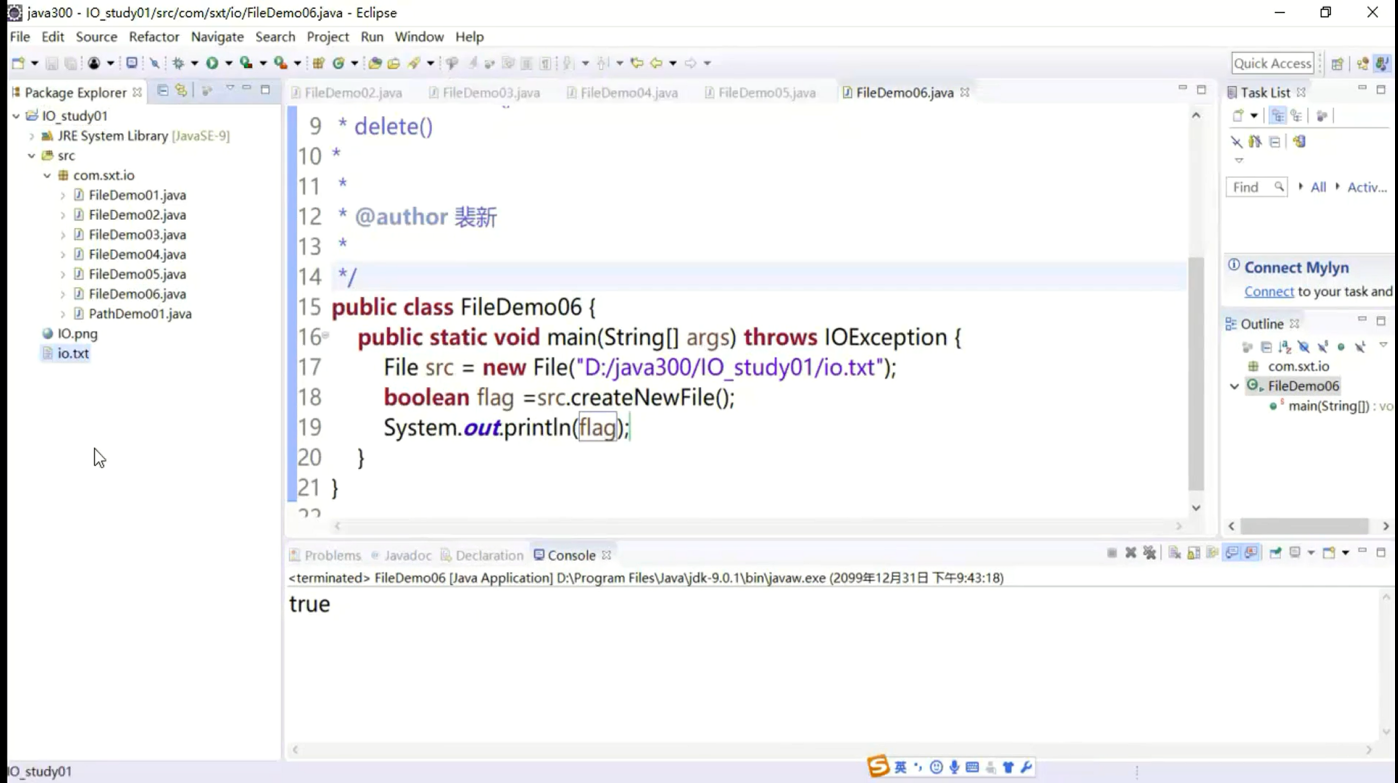 java300 - IO_study01/src/com/sxt/io/FileDemo06.java - Eclipse
File Edit Source Refactor Navigate Search Project Run Window Help
Quick Access
Package Explorer
IO_study01
JRE System Library [JavaSE-9]
src
com.sxt.io
FileDemo01.java
FileDemo02.java
FileDemo03.java
FileDemo04.java
FileDemo05.java
FileDemo06.java
PathDemo01.java
IO.png
io.txt
FileDemo02.java FileDemo03.java FileDemo04.java FileDemo05.java FileDemo06.java
9 * delete()
10 *
11 *
12 * @author 裴新
13 *
14 */
15 public class FileDemo06 {
16 public static void main(String[] args) throws IOException {
17 File src = new File("D:/java300/IO_study01/io.txt");
18 boolean flag =src.createNewFile();
19 System.out.println(flag);
20 }
21 }
22
Task List
Find All Activ...
Connect Mylyn
Connect to your task and
Outline
com.sxt.io
FileDemo06
main(String[]) : vo
Problems Javadoc Declaration Console
<terminated> FileDemo06 [Java Application] D:\Program Files\Java\jdk-9.0.1\bin\javaw.exe (2099年12月31日 下午9:43:18)
true
IO_study01
S 英